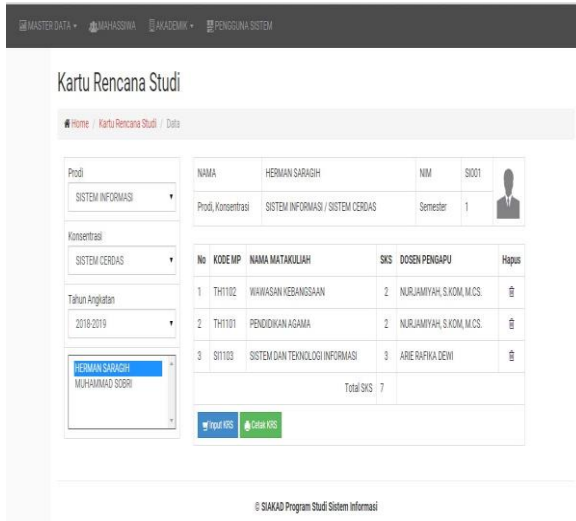 MASTER DATA MAHASSIWA AKADEMIK PENGGUNA SISTEM
Kartu Rencana Studi
Home / Kartu Rencana Studi / Data
Prodi
SISTEM INFORMASI
Konsentrasi
SISTEM CERDAS
Tahun Angkatan
2018-2019
HERMAN SARAGIH
MUHAMMAD SOBRI
NAMA HERMAN SARAGIH NIM SI001
Prodi, Konsentrasi SISTEM INFORMASI / SISTEM CERDAS Semester 1
No KODE MP NAMA MATAKULIAH SKS DOSEN PENGAPU Hapus
1 TH1102 WAWASAN KEBANGSAAN 2 NURJAMIYAH, S.KOM, M.CS.
2 TH1101 PENDIDIKAN AGAMA 2 NURJAMIYAH, S.KOM, M.CS.
3 SI1103 SISTEM DAN TEKNOLOGI INFORMASI 3 ARIE RAFIKA DEWI
Total SKS 7
Input KRS Cetak KRS
© SIAKAD Program Studi Sistem Informasi